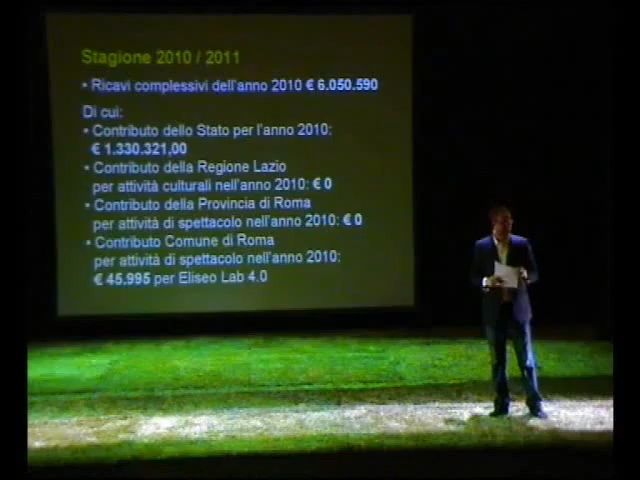 Stagione 2010 / 2011
• Ricavi complessivi dell'anno 2010 € 6.050.590
Di cui:
• Contributo dello Stato per l'anno 2010:
€ 1.330.321,00
• Contributo della Regione Lazio
per attività culturali nell'anno 2010: € 0
• Contributo della Provincia di Roma
per attività di spettacolo nell'anno 2010: € 0
• Contributo Comune di Roma
per attività di spettacolo nell'anno 2010:
€ 45.995 per Eliseo Lab 4.0